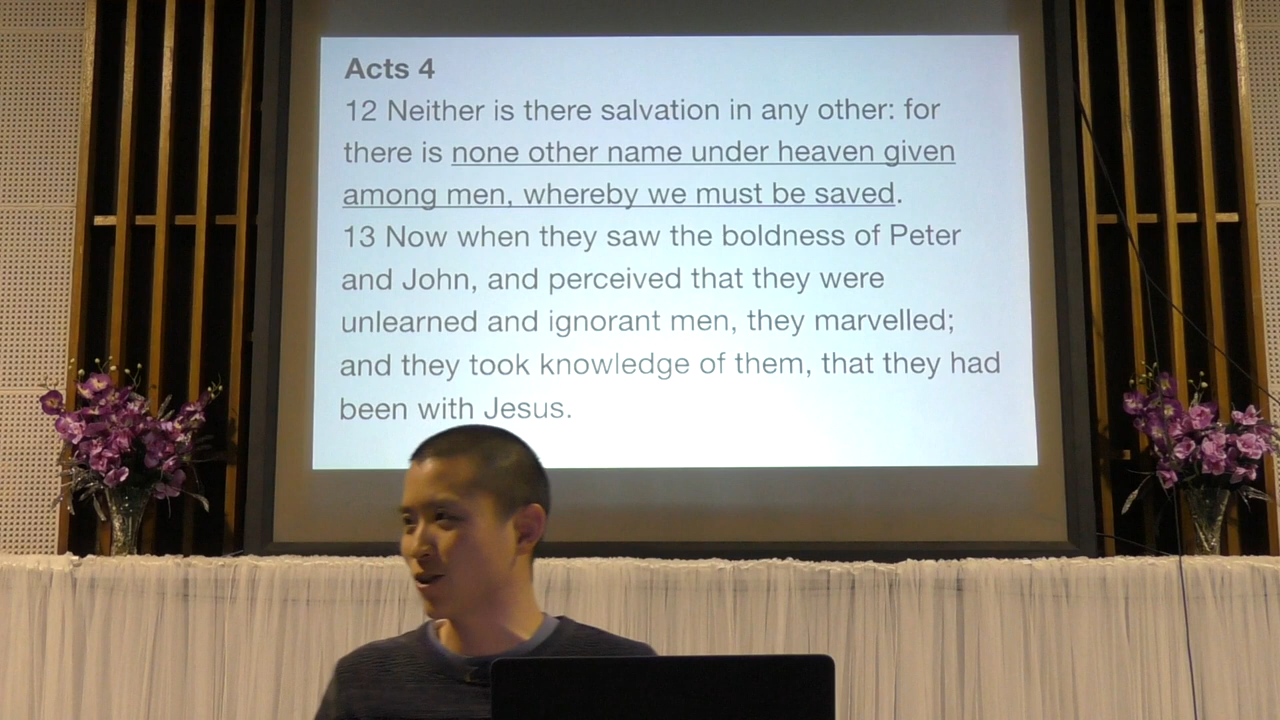 Acts 4
12 Neither is there salvation in any other: for
there is none other name under heaven given
among men, whereby we must be saved.
13 Now when they saw the boldness of Peter
and John, and perceived that they were
unlearned and ignorant men, they marvelled;
and they took knowledge of them, that they had
been with Jesus.